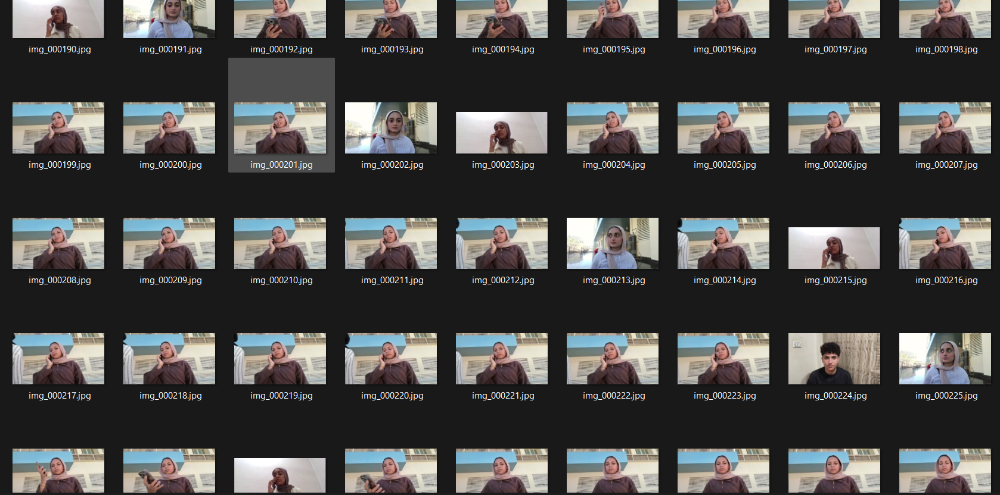 img_000190.jpg img_000191.jpg img_000192.jpg img_000193.jpg img_000194.jpg img_000195.jpg img_000196.jpg img_000197.jpg img_000198.jpg
img_000199.jpg img_000200.jpg img_000201.jpg img_000202.jpg img_000203.jpg img_000204.jpg img_000205.jpg img_000206.jpg img_000207.jpg
img_000208.jpg img_000209.jpg img_000210.jpg img_000211.jpg img_000212.jpg img_000213.jpg img_000214.jpg img_000215.jpg img_000216.jpg
img_000217.jpg img_000218.jpg img_000219.jpg img_000220.jpg img_000221.jpg img_000222.jpg img_000223.jpg img_000224.jpg img_000225.jpg